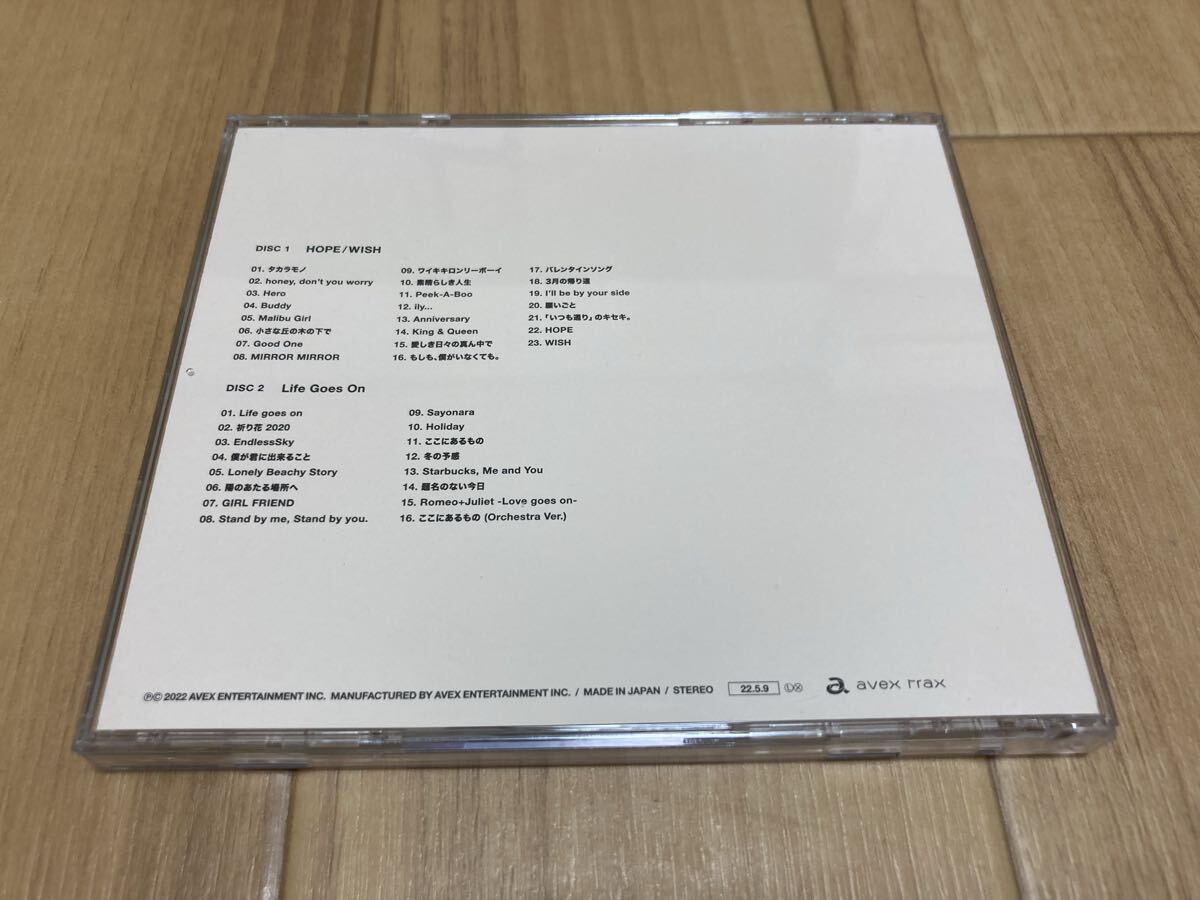 DISC 1 HOPE/WISH
01. タカラモノ
02. honey, don't you worry
03. Hero
04. Buddy
05. Malibu Girl
06. 小さな丘の木の下で
07. Good One
08. MIRROR MIRROR
09. ワイキキロンリーボーイ
10. 素晴らしき人生
11. Peek-A-Boo
12. ily...
13. Anniversary
14. King & Queen
15. 愛しき日々の真ん中で
16. もしも、僕がいなくても。
17. バレンタインソング
18. 3月の帰り道
19. I'll be by your side
20. 願いごと
21. 「いつも通り」のキセキ。
22. HOPE
23. WISH
DISC 2 Life Goes On
01. Life goes on
02. 祈り花 2020
03. EndlessSky
04. 僕が君に出来ること
05. Lonely Beachy Story
06. 陽のあたる場所へ
07. GIRL FRIEND
08. Stand by me, Stand by you.
09. Sayonara
10. Holiday
11. ここにあるもの
12. 冬の予感
13. Starbucks, Me and You
14. 題名のない今日
15. Romeo+Juliet -Love goes on-
16. ここにあるもの (Orchestra Ver.)
Ⓟ© 2022 AVEX ENTERTAINMENT INC. MANUFACTURED BY AVEX ENTERTAINMENT INC. / MADE IN JAPAN / STEREO 22.5.9 ⓁⓍ a avex trax